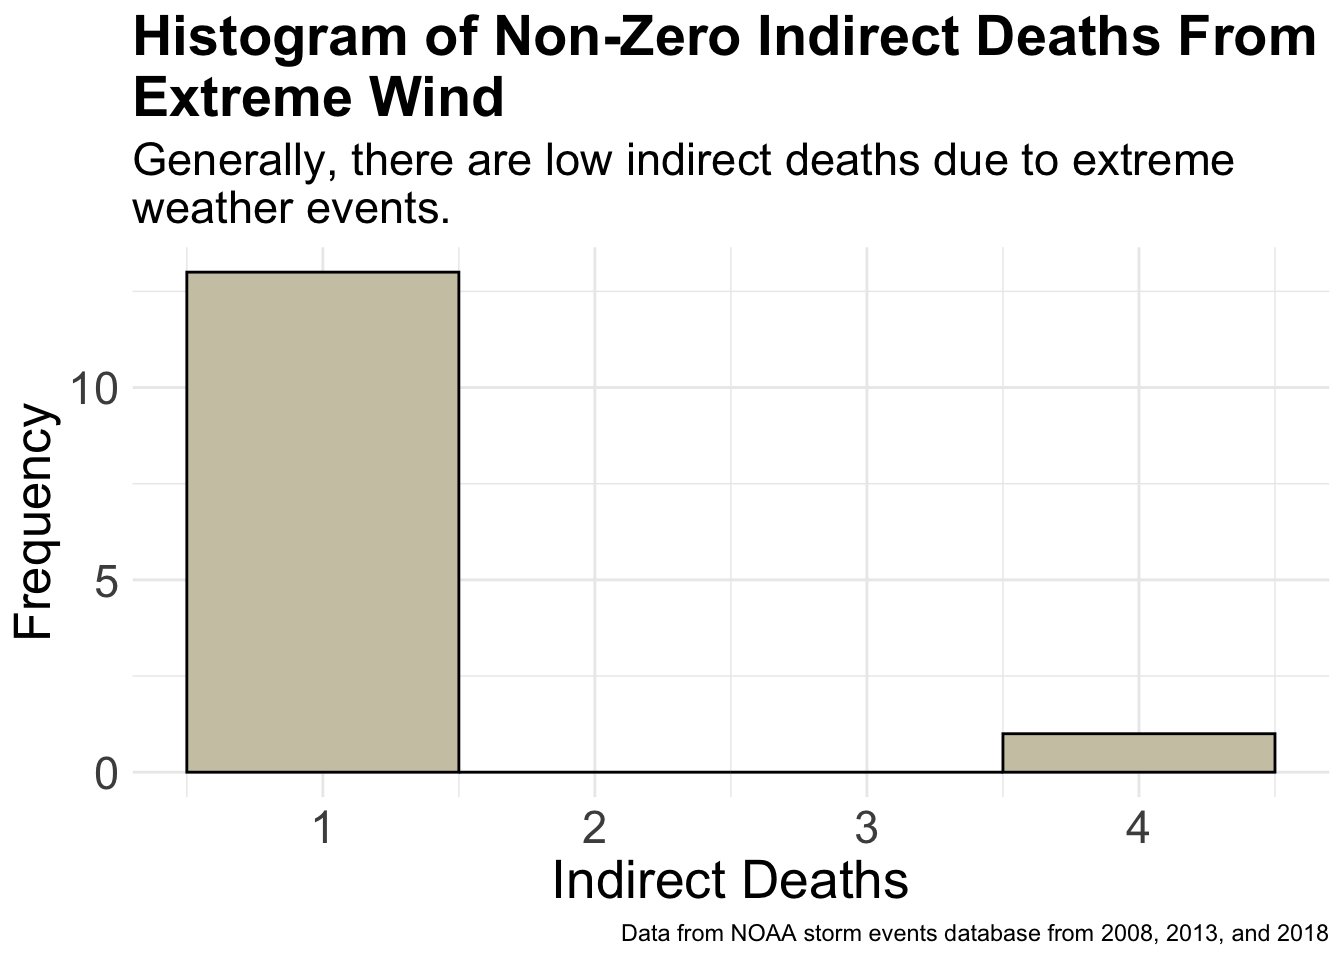 Histogram of Non-Zero Indirect Deaths From
Extreme Wind
Generally, there are low indirect deaths due to extreme
weather events.
Frequency
10
5
0
1 2 3 4
Indirect Deaths
Data from NOAA storm events database from 2008, 2013, and 2018